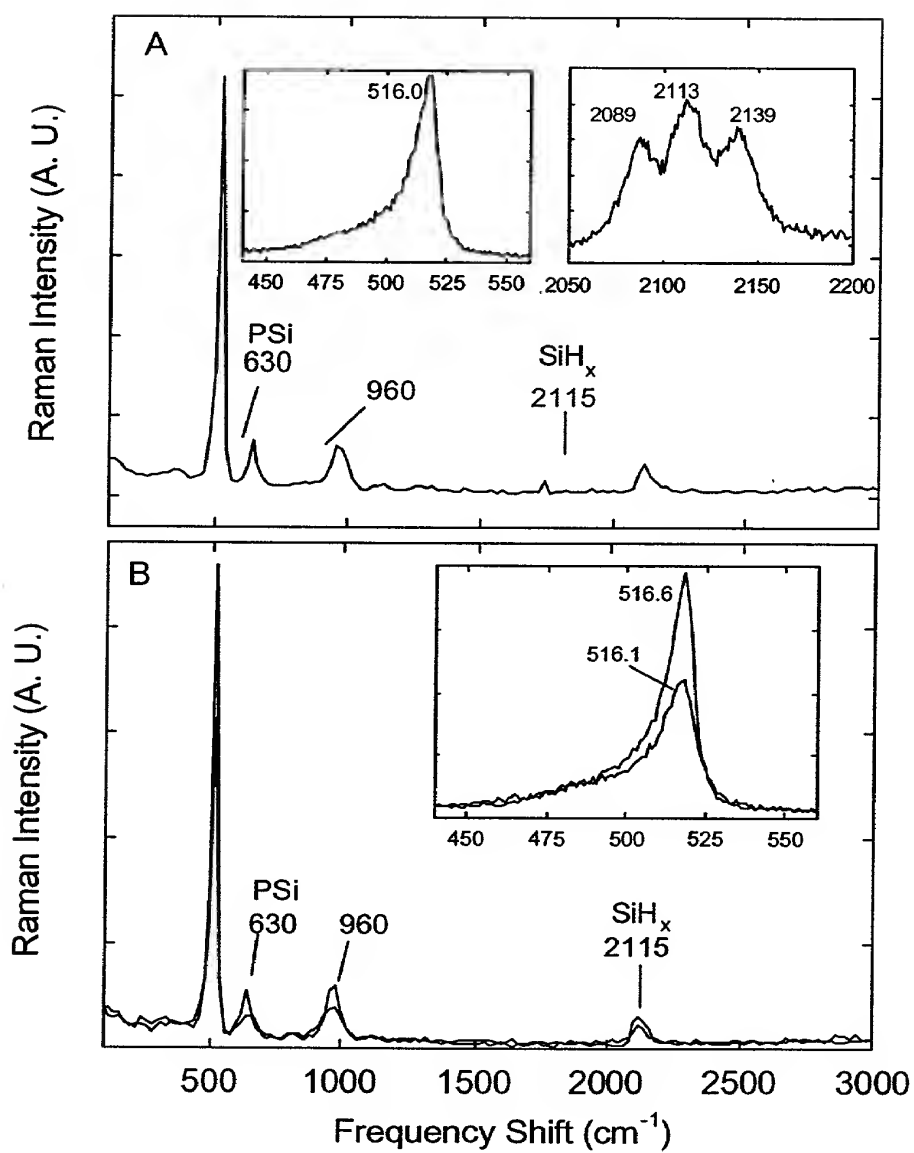 A
Raman Intensity (A. U.)
516.0
450 475 500 525 550
2089
2113
2139
.2050 2100 2150 2200
PSi
630
960
SiHx
2115
B
Raman Intensity (A. U.)
516.6
516.1
450 475 500 525 550
PSi
630
960
SiHx
2115
500 1000 1500 2000 2500 3000
Frequency Shift (cm-1)